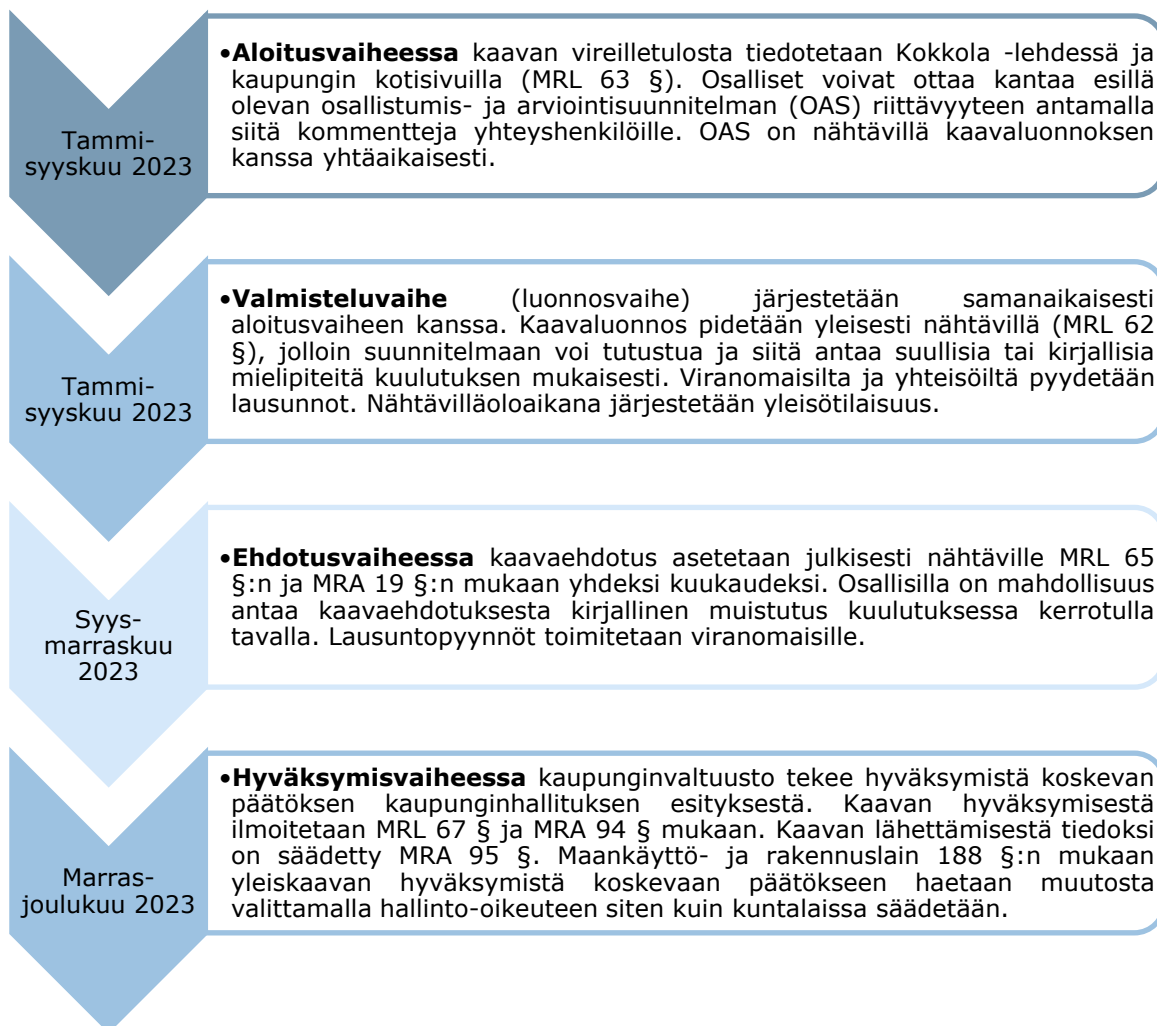 Tammi-
syyskuu 2023
•Aloitusvaiheessa kaavan vireilletulosta tiedotetaan Kokkola -lehdessä ja
kaupungin kotisivuilla (MRL 63 §). Osalliset voivat ottaa kantaa esillä
olevan osallistumis- ja arviointisuunnitelman (OAS) riittävyyteen antamalla
siitä kommentteja yhteyshenkilöille. OAS on nähtävillä kaavaluonnoksen
kanssa yhtäaikaisesti.
Tammi-
syyskuu 2023
•Valmisteluvaihe (luonnosvaihe) järjestetään samanaikaisesti
aloitusvaiheen kanssa. Kaavaluonnos pidetään yleisesti nähtävillä (MRL 62
§), jolloin suunnitelmaan voi tutustua ja siitä antaa suullisia tai kirjallisia
mielipiteitä kuulutuksen mukaisesti. Viranomaisilta ja yhteisöiltä pyydetään
lausunnot. Nähtävilläoloaikana järjestetään yleisötilaisuus.
Syys-
marraskuu
2023
•Ehdotusvaiheessa kaavaehdotus asetetaan julkisesti nähtäville MRL 65
§:n ja MRA 19 §:n mukaan yhdeksi kuukaudeksi. Osallisilla on mahdollisuus
antaa kaavaehdotuksesta kirjallinen muistutus kuulutuksessa kerrotulla
tavalla. Lausuntopyynnöt toimitetaan viranomaisille.
Marras-
joulukuu 2023
•Hyväksymisvaiheessa kaupunginvaltuusto tekee hyväksymistä koskevan
päätöksen kaupunginhallituksen esityksestä. Kaavan hyväksymisestä
ilmoitetaan MRL 67 § ja MRA 94 § mukaan. Kaavan lähettämisestä tiedoksi
on säädetty MRA 95 §. Maankäyttö- ja rakennuslain 188 §:n mukaan
yleiskaavan hyväksymistä koskevaan päätökseen haetaan muutosta
valittamalla hallinto-oikeuteen siten kuin kuntalaissa säädetään.